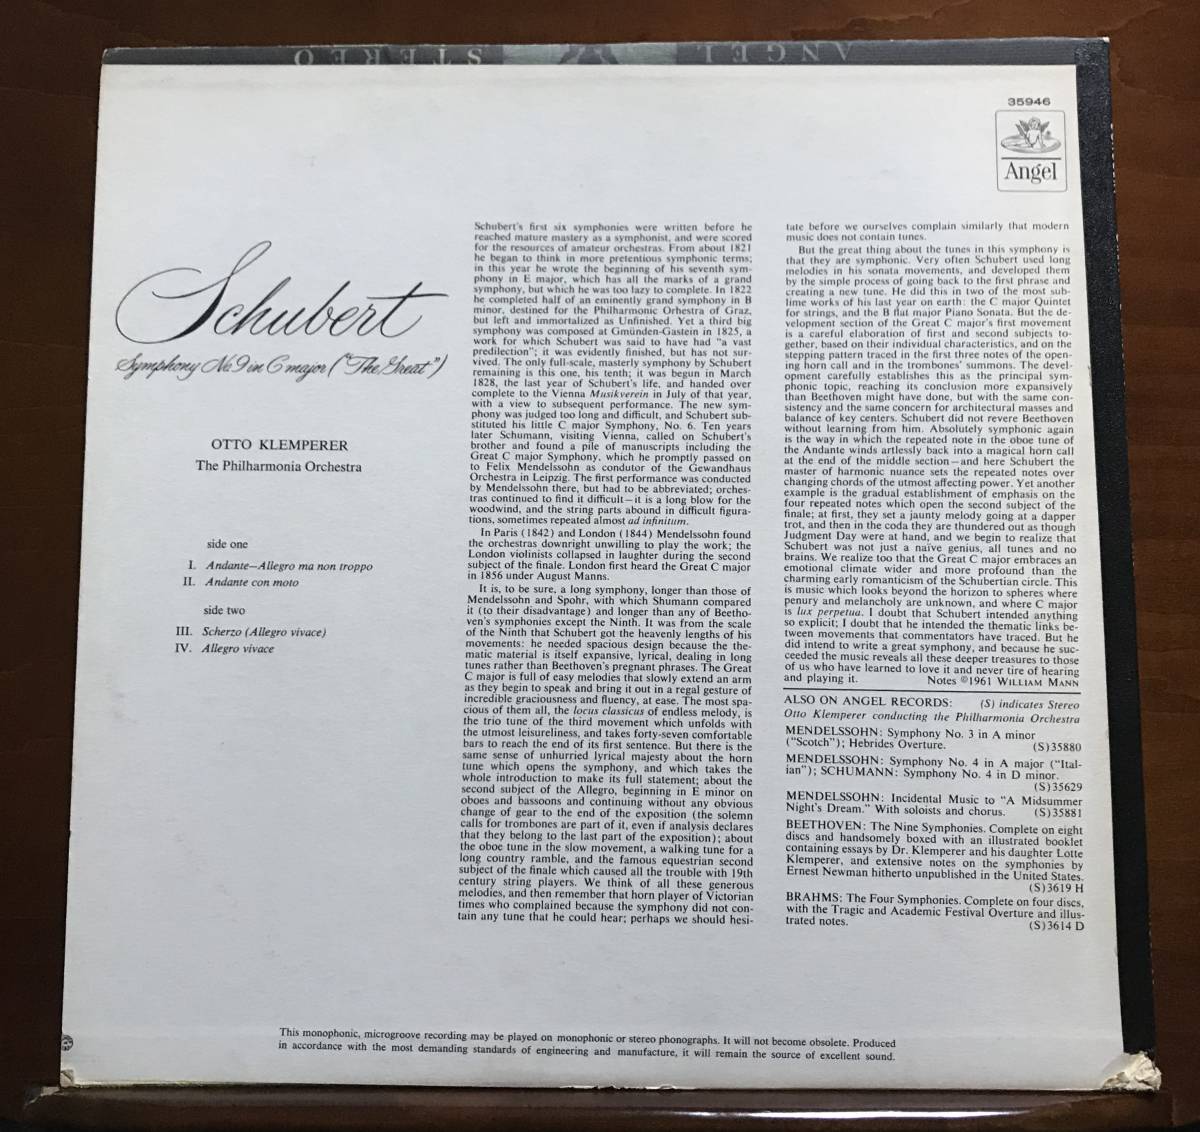 ANGEL STEREO
35946
Angel
Schubert
Symphony No. 9 in C major ("The Great")
OTTO KLEMPERER
The Philharmonia Orchestra
side one
I. Andante—Allegro ma non troppo
II. Andante con moto
side two
III. Scherzo (Allegro vivace)
IV. Allegro vivace
Schubert's first six symphonies were written before he
reached mature mastery as a symphonist, and were scored
for the resources of amateur orchestras. From about 1821
he began to think in more pretentious symphonic terms;
in this year he wrote the beginning of his seventh sym-
phony in E major, which has all the marks of a grand
symphony, but which he was too lazy to complete. In 1822
he completed half of an eminently grand symphony in B
minor, destined for the Philharmonic Orhestra of Graz,
but left and immortalized as Unfinished. Yet a third big
symphony was composed at Gmünden-Gastein in 1825, a
work for which Schubert was said to have had "a vast
predilection"; it was evidently finished, but has not sur-
vived. The only full-scale, masterly symphony by Schubert
remaining is this one, his tenth; it was begun in March
1828, the last year of Schubert's life, and handed over
complete to the Vienna Musikverein in July of that year,
with a view to subsequent performance. The new sym-
phony was judged too long and difficult, and Schubert sub-
stituted his little C major Symphony, No. 6. Ten years
later Schumann, visiting Vienna, called on Schubert's
brother and found a pile of manuscripts including the
Great C major Symphony, which he promptly passed on
to Felix Mendelssohn as condutor of the Gewandhaus
Orchestra in Leipzig. The first performance was conducted
by Mendelssohn there, but had to be abbreviated; orches-
tras continued to find it difficult—it is a long blow for the
woodwind, and the string parts abound in difficult figura-
tions, sometimes repeated almost ad infinitum.
In Paris (1842) and London (1844) Mendelssohn found
the orchestras downright unwilling to play the work; the
London violinists collapsed in laughter during the second
subject of the finale. London first heard the Great C major
in 1856 under August Manns.
It is, to be sure, a long symphony, longer than those of
Mendelssohn and Spohr, with which Shumann compared
it (to their disadvantage) and longer than any of Beetho-
ven's symphonies except the Ninth. It was from the scale
of the Ninth that Schubert got the heavenly lengths of his
movements: he needed spacious design because the the-
matic material is itself expansive, lyrical, dealing in long
tunes rather than Beethoven's pregnant phrases. The Great
C major is full of easy melodies that slowly extend an arm
as they begin to speak and bring it out in a regal gesture of
incredible graciousness and fluency, at ease. The most spa-
cious of them all, the locus classicus of endless melody, is
the trio tune of the third movement which unfolds with
the utmost leisureliness, and takes forty-seven comfortable
bars to reach the end of its first sentence. But there is the
same sense of unhurried lyrical majesty about the horn
tune which opens the symphony, and which takes the
whole introduction to make its full statement; about the
second subject of the Allegro, beginning in E minor on
oboes and bassoons and continuing without any obvious
change of gear to the end of the exposition (the solemn
calls for trombones are part of it, even if analysis declares
that they belong to the last part of the exposition); about
the oboe tune in the slow movement, a walking tune for a
long country ramble, and the famous equestrian second
subject of the finale which caused all the trouble with 19th
century string players. We think of all these generous
melodies, and then remember that horn player of Victorian
times who complained because the symphony did not con-
tain any tune that he could hear; perhaps we should hesi-
tate before we ourselves complain similarly that modern
music does not contain tunes.
But the great thing about the tunes in this symphony is
that they are symphonic. Very often Schubert used long
melodies in his sonata movements, and developed them
by the simple process of going back to the first phrase and
creating a new tune. He did this in two of the most sub-
lime works of his last year on earth: the C major Quintet
for strings, and the B flat major Piano Sonata. But the de-
velopment section of the Great C major's first movement
is a careful elaboration of first and second subjects to-
gether, based on their individual characteristics, and on the
stepping pattern traced in the first three notes of the open-
ing horn call and in the trombones' summons. The devel-
opment carefully establishes this as the principal sym-
phonic topic, reaching its conclusion more expansively
than Beethoven might have done, but with the same con-
sistency and the same concern for architectural masses and
balance of key centers. Schubert did not revere Beethoven
without learning from him. Absolutely symphonic again
is the way in which the repeated note in the oboe tune of
the Andante winds artlessly back into a magical horn call
at the end of the middle section—and here Schubert the
master of harmonic nuance sets the repeated notes over
changing chords of the utmost affecting power. Yet another
example is the gradual establishment of emphasis on the
four repeated notes which open the second subject of the
finale; at first, they set a jaunty melody going at a dapper
trot, and then in the coda they are thundered out as though
Judgment Day were at hand, and we begin to realize that
Schubert was not just a naïve genius, all tunes and no
brains. We realize too that the Great C major embraces an
emotional climate wider and more profound than the
charming early romanticism of the Schubertian circle. This
is music which looks beyond the horizon to spheres where
penury and melancholy are unknown, and where C major
is lux perpetua. I doubt that Schubert intended anything
so explicit; I doubt that he intended the thematic links be-
tween movements that commentators have traced. But he
did intend to write a great symphony, and because he suc-
ceeded the music reveals all these deeper treasures to those
of us who have learned to love it and never tire of hearing
and playing it. Notes ©1961 WILLIAM MANN
ALSO ON ANGEL RECORDS: (S) indicates Stereo
Otto Klemperer conducting the Philharmonia Orchestra
MENDELSSOHN: Symphony No. 3 in A minor
("Scotch"); Hebrides Overture. (S)35880
MENDELSSOHN: Symphony No. 4 in A major ("Ital-
ian"); SCHUMANN: Symphony No. 4 in D minor.
(S)35629
MENDELSSOHN: Incidental Music to "A Midsummer
Night's Dream." With soloists and chorus. (S)35881
BEETHOVEN: The Nine Symphonies. Complete on eight
discs and handsomely boxed with an illustrated booklet
containing essays by Dr. Klemperer and his daughter Lotte
Klemperer, and extensive notes on the symphonies by
Ernest Newman hitherto unpublished in the United States.
(S)3619 H
BRAHMS: The Four Symphonies. Complete on four discs,
with the Tragic and Academic Festival Overture and illus-
trated notes. (S)3614 D
This monophonic, microgroove recording may be played on monophonic or stereo phonographs. It will not become obsolete. Produced
in accordance with the most demanding standards of engineering and manufacture, it will remain the source of excellent sound.